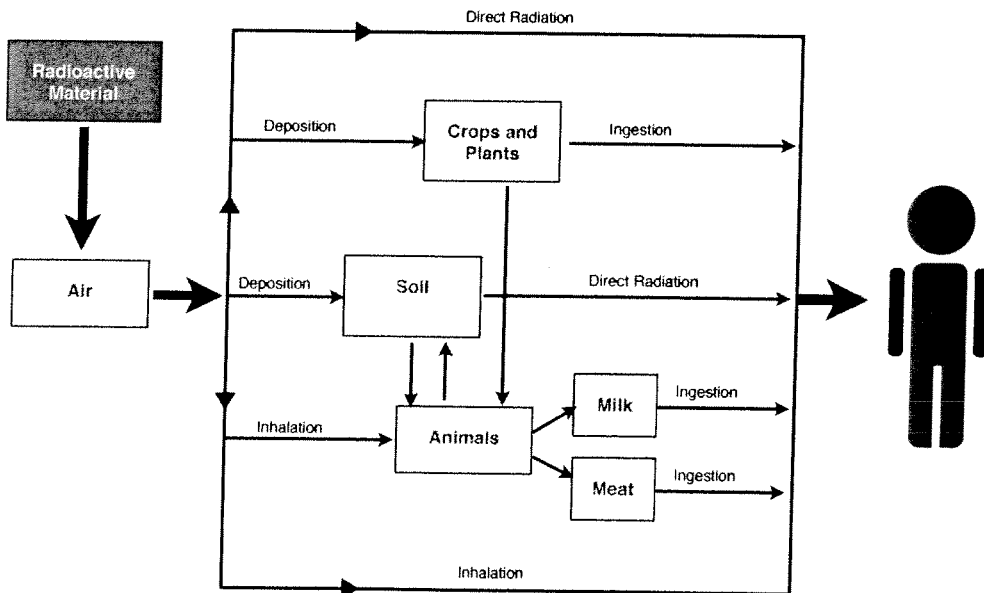 Direct Radiation
Radioactive
Material
Deposition
Crops and
Plants
Ingestion
Air
Deposition
Soil
Direct Radiation
Inhalation
Animals
Milk
Ingestion
Meat
Ingestion
Inhalation